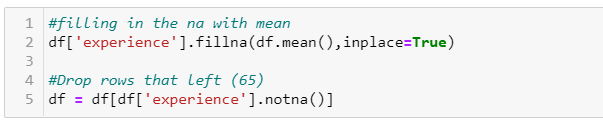 1 #filling in the na with mean
2 df['experience'].fillna(df.mean(),inplace=True)
3
4 #Drop rows that left (65)
5 df = df[df['experience'].notna()]